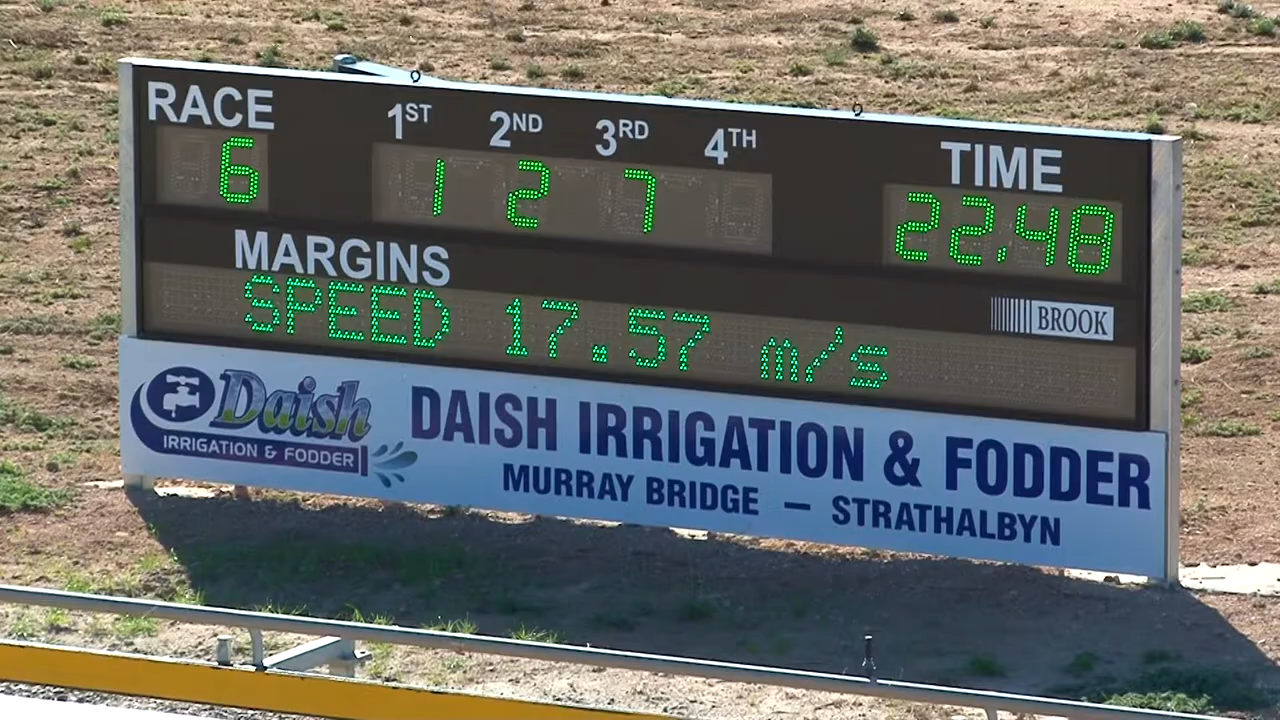 RACE 1ST 2ND 3RD 4TH TIME
6 1 2 7 22.48
MARGINS
SPEED 17.57 m/s
BROOK
Daish
IRRIGATION & FODDER
DAISH IRRIGATION & FODDER
MURRAY BRIDGE – STRATHALBYN